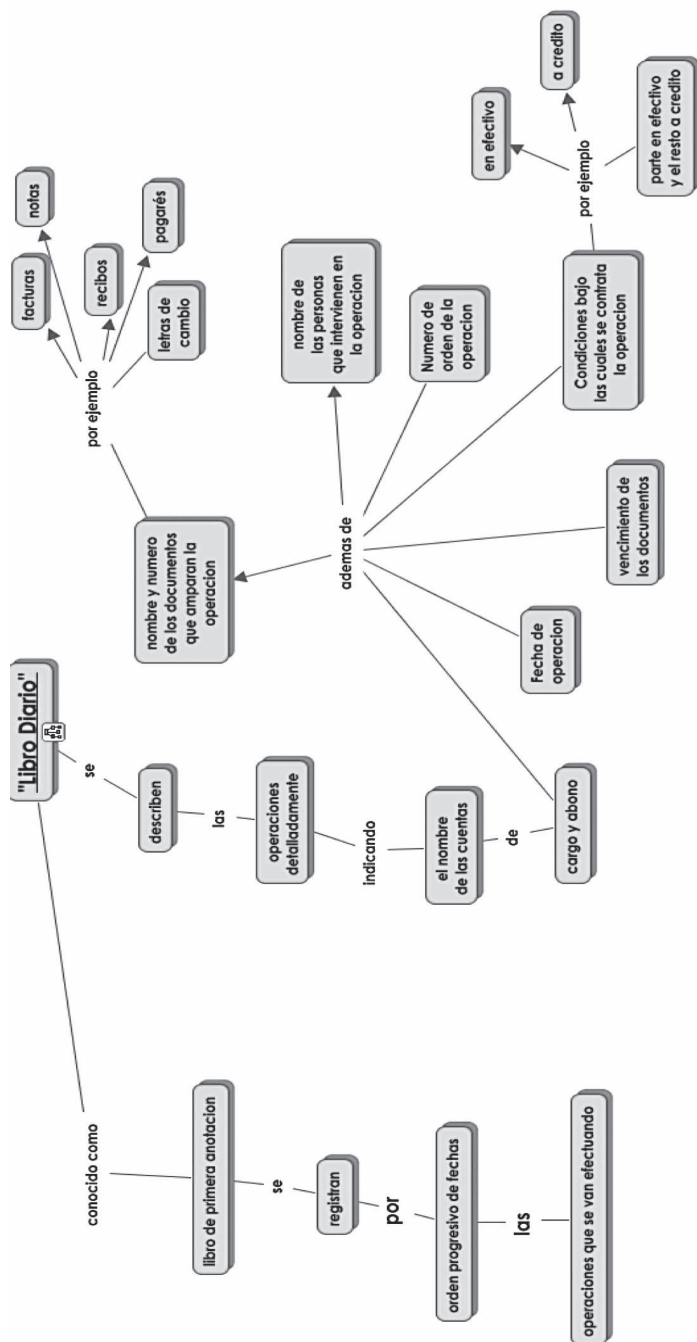 "Libro Diario"
conocido como
libro de primera anotacion
se
registran
por
orden progresivo de fechas
las
operaciones que se van efectuando
se
describen
las
operaciones
detalladamente
indicando
el nombre
de las cuentas
de
cargo y abono
ademas de
nombre y numero
de los documentos
que amparan la
operacion
por ejemplo
facturas
notas
recibos
pagarés
letras de
cambio
nombre de
las personas
que intervienen en
la operacion
Numero de
orden de la
operacion
Condiciones bajo
las cuales se contrata
la operacion
por ejemplo
en efectivo
a credito
parte en efectivo
y el resto a credito
vencimiento de
los documentos
Fecha de
operacion